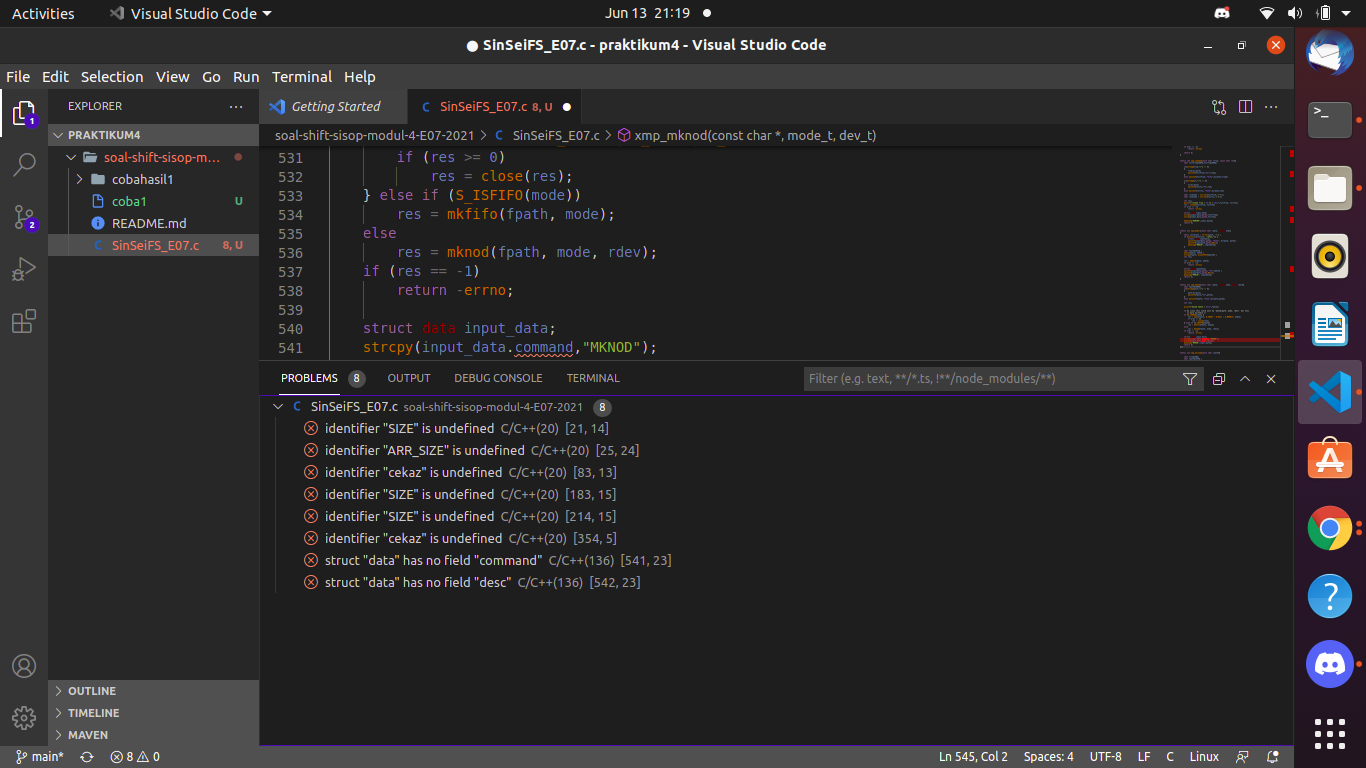 Activities Visual Studio Code Jun 13 21:19
SinSeiFS_E07.c - praktikum4 - Visual Studio Code
File Edit Selection View Go Run Terminal Help
EXPLORER
PRAKTIKUM4
soal-shift-sisop-m...
cobahasil1
coba1 U
README.md
SinSeiFS_E07.c 8, U
OUTLINE
TIMELINE
MAVEN
1
2
Getting Started SinSeiFS_E07.c 8, U
soal-shift-sisop-modul-4-E07-2021 > SinSeiFS_E07.c > xmp_mknod(const char *, mode_t, dev_t)
531 if (res >= 0)
532 res = close(res);
533 } else if (S_ISFIFO(mode))
534 res = mkfifo(fpath, mode);
535 else
536 res = mknod(fpath, mode, rdev);
537 if (res == -1)
538 return -errno;
539
540 struct data input_data;
541 strcpy(input_data.command,"MKNOD");
PROBLEMS 8 OUTPUT DEBUG CONSOLE TERMINAL Filter (e.g. text, **/*.ts, !**/node_modules/**)
SinSeiFS_E07.c soal-shift-sisop-modul-4-E07-2021 8
identifier "SIZE" is undefined C/C++(20) [21, 14]
identifier "ARR_SIZE" is undefined C/C++(20) [25, 24]
identifier "cekaz" is undefined C/C++(20) [83, 13]
identifier "SIZE" is undefined C/C++(20) [183, 15]
identifier "SIZE" is undefined C/C++(20) [214, 15]
identifier "cekaz" is undefined C/C++(20) [354, 5]
struct "data" has no field "command" C/C++(136) [541, 23]
struct "data" has no field "desc" C/C++(136) [542, 23]
main* 8 0 Ln 545, Col 2 Spaces: 4 UTF-8 LF C Linux